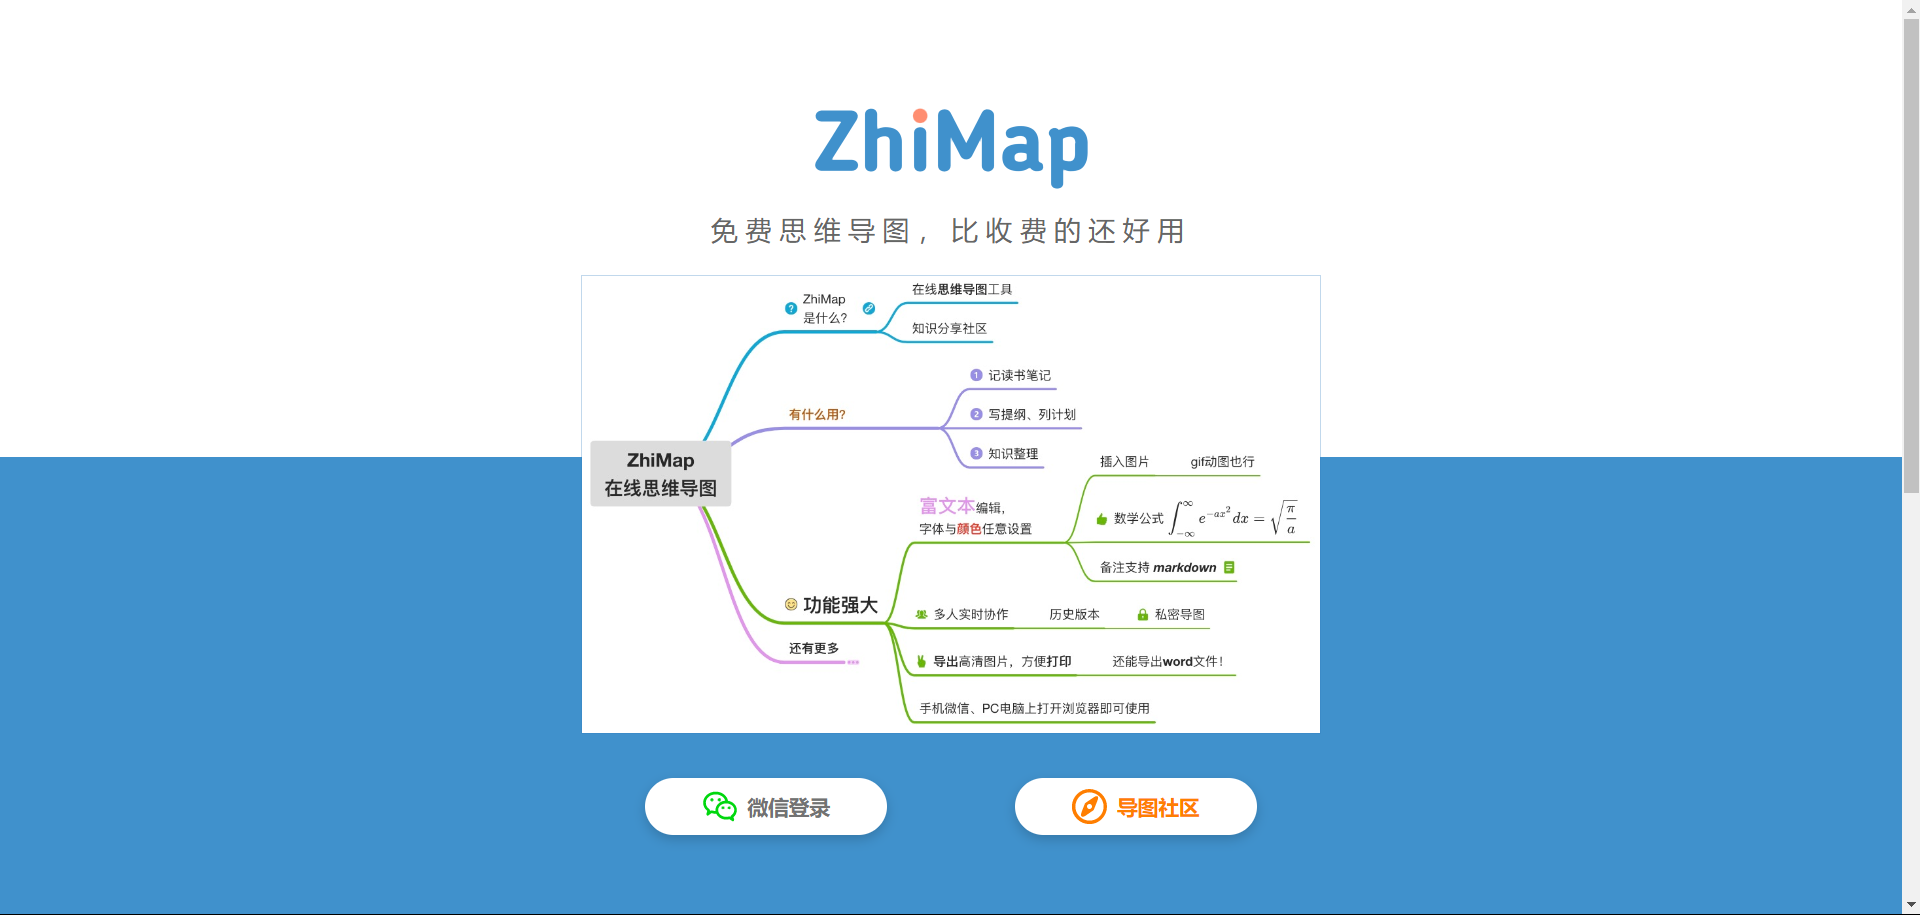 ZhiMap
免费思维导图，比收费的还好用
ZhiMap
是什么?
在线思维导图工具
知识分享社区
有什么用?
1 记读书笔记
2 写提纲、列计划
3 知识整理
ZhiMap
在线思维导图
功能强大
富文本编辑，
字体与颜色任意设置
插入图片 gif动图也行
数学公式 ∫_{-∞}^{∞} e^{-ax²}dx = √(π/a)
备注支持 markdown
多人实时协作 历史版本 私密导图
导出高清图片，方便打印 还能导出word文件！
手机微信、PC电脑上打开浏览器即可使用
还有更多
微信登录
导图社区